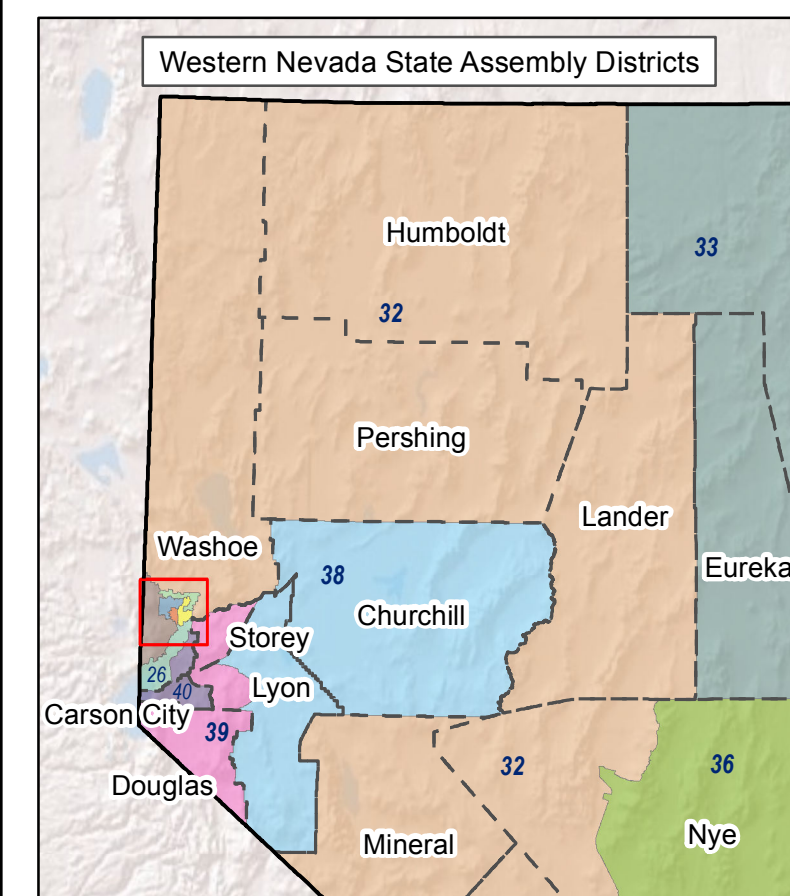 Western Nevada State Assembly Districts
Humboldt
33
32
Pershing
Lander
Washoe
Eureka
38
Churchill
Storey
26
Lyon
40
Carson City
39
32
36
Douglas
Nye
Mineral